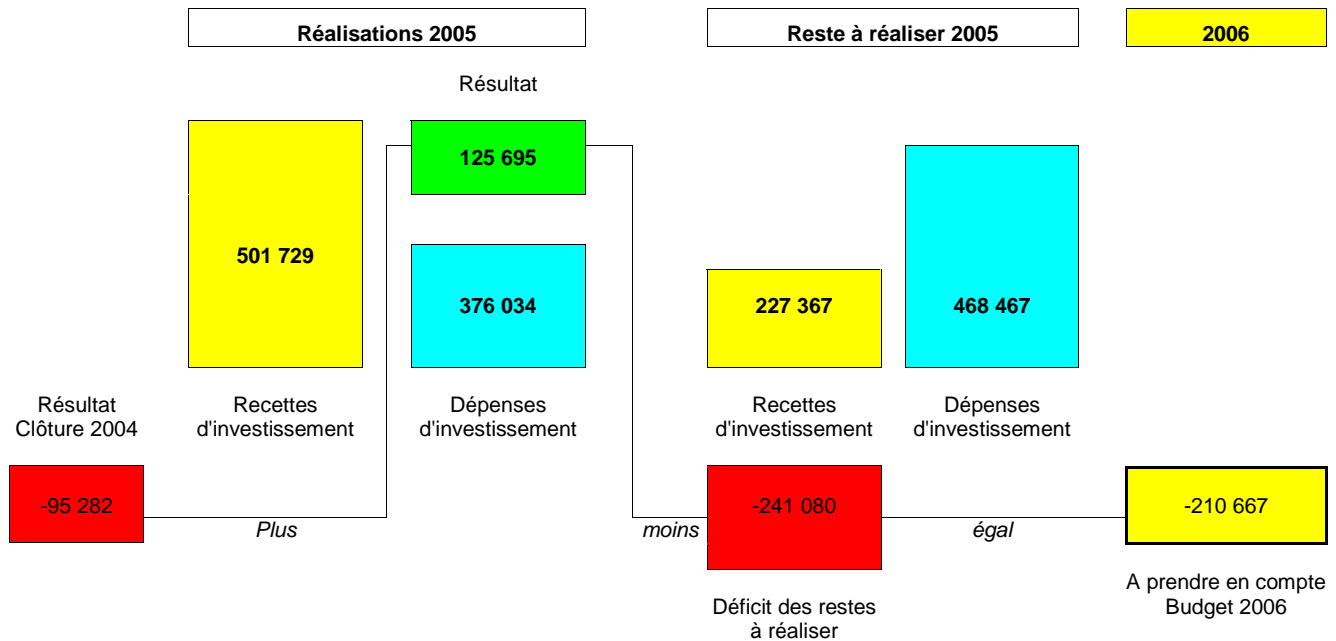 Réalisations 2005
Reste à réaliser 2005
2006
Résultat
125 695
501 729
376 034
227 367
468 467
Résultat
Clôture 2004
Recettes
d'investissement
Dépenses
d'investissement
Recettes
d'investissement
Dépenses
d'investissement
-95 282
Plus
moins
-241 080
égal
-210 667
Déficit des restes
à réaliser
A prendre en compte
Budget 2006